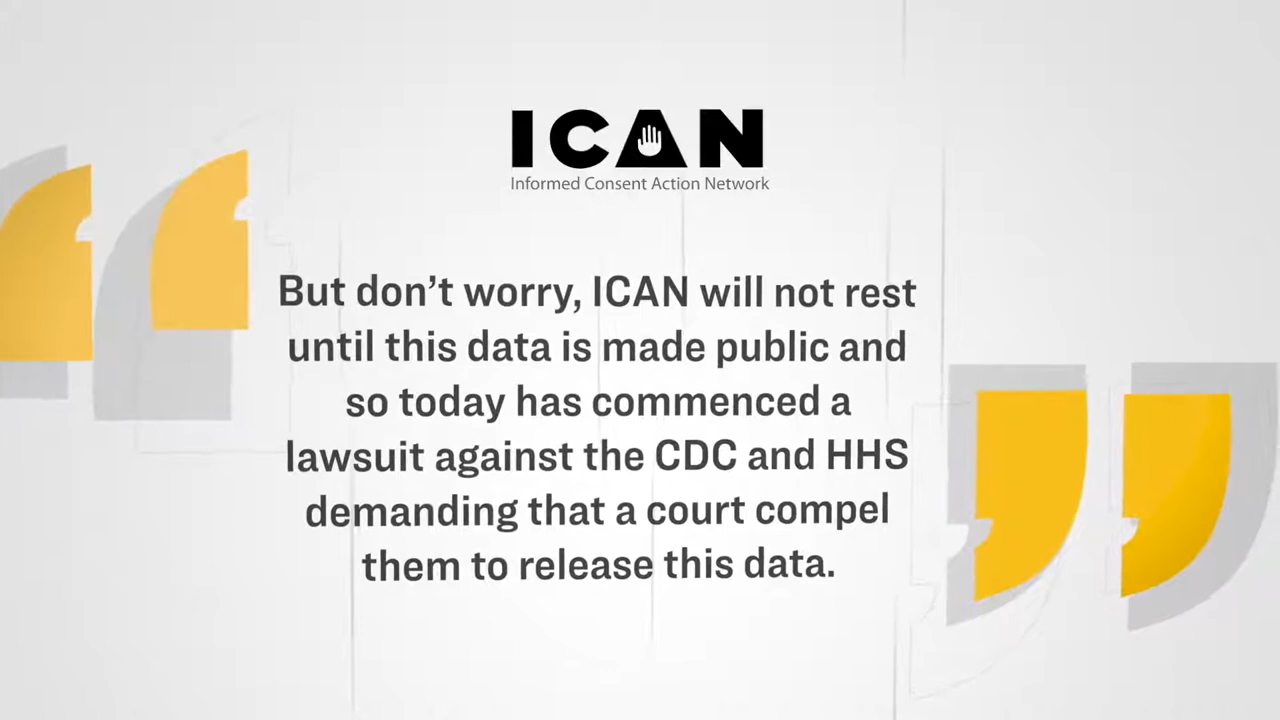 ICAN
Informed Consent Action Network
But don’t worry, ICAN will not rest
until this data is made public and
so today has commenced a
lawsuit against the CDC and HHS
demanding that a court compel
them to release this data.